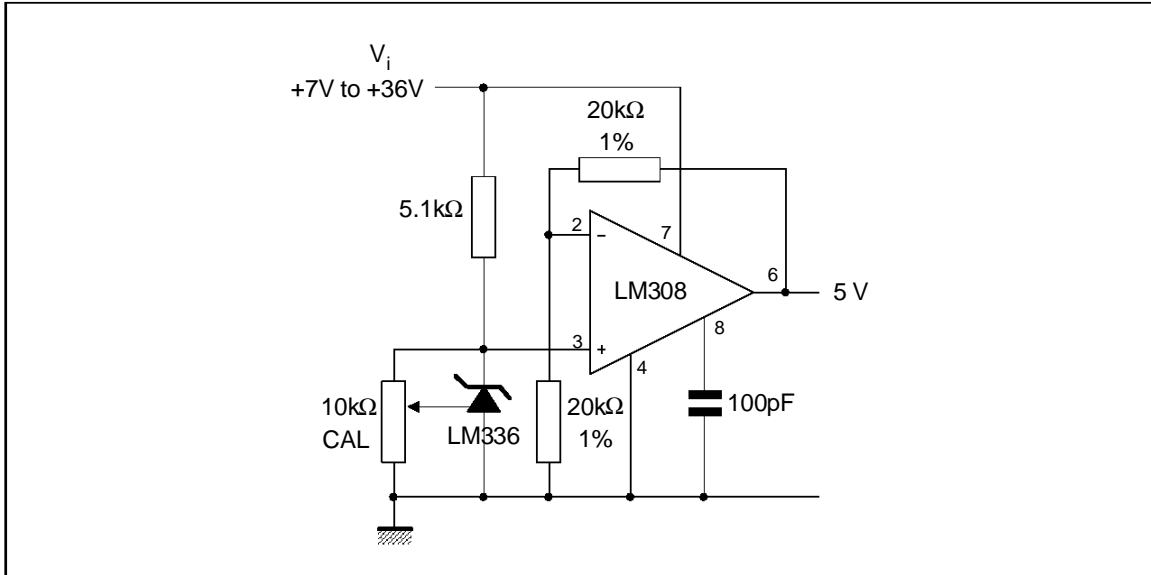 Vi
+7V to +36V
20kΩ
1%
5.1kΩ
2
−
7
LM308
6
5 V
8
3
+
4
10kΩ
CAL
LM336
20kΩ
1%
100pF